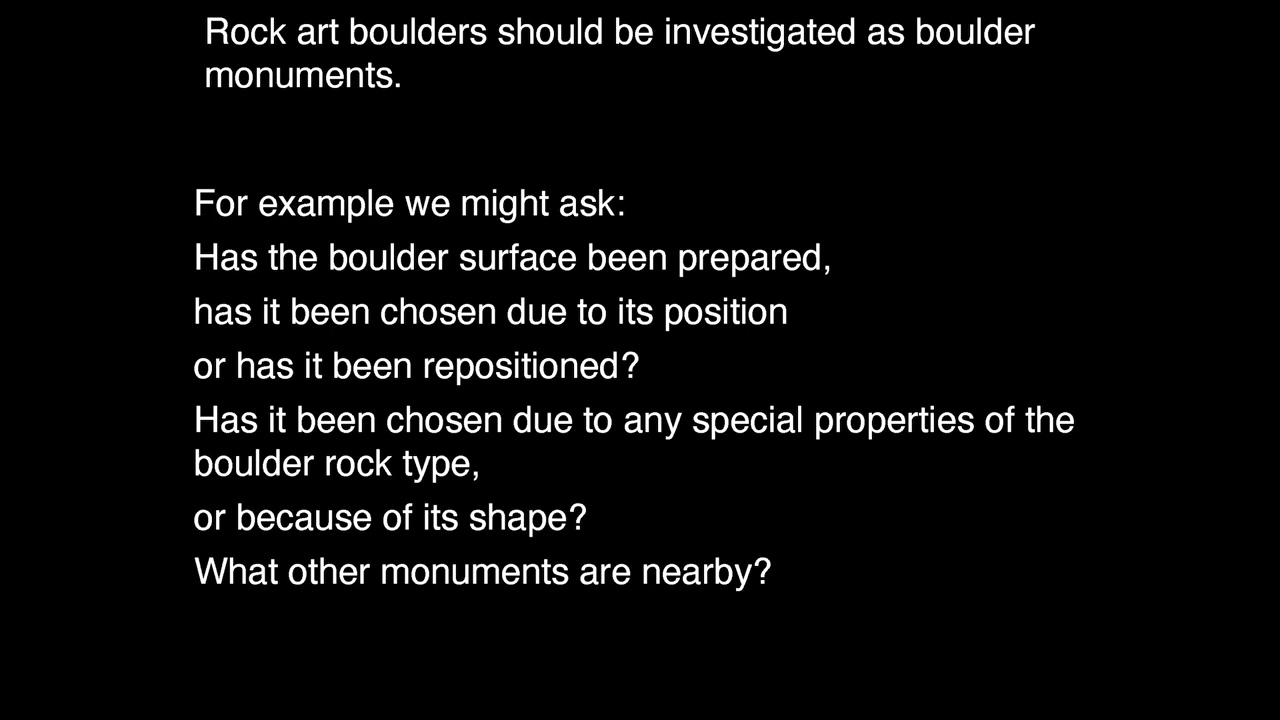 Rock art boulders should be investigated as boulder
monuments.
For example we might ask:
Has the boulder surface been prepared,
has it been chosen due to its position
or has it been repositioned?
Has it been chosen due to any special properties of the
boulder rock type,
or because of its shape?
What other monuments are nearby?